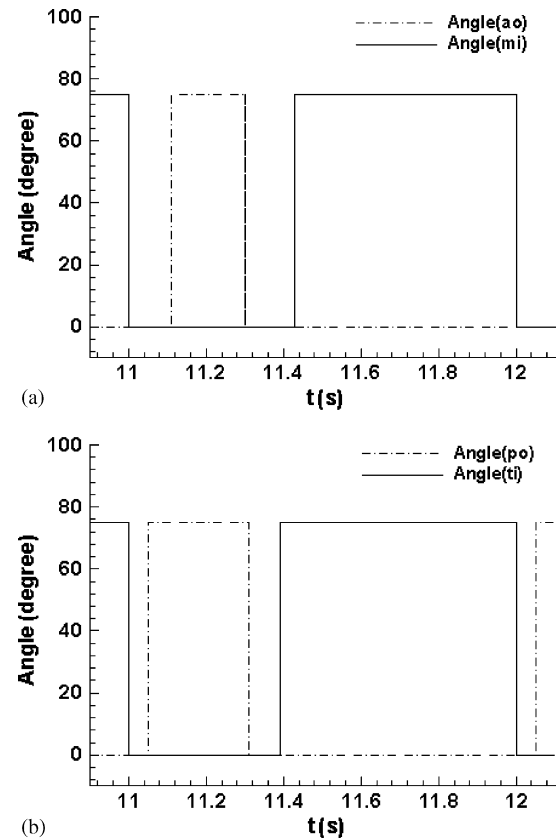 100
80
60
40
20
0
Angle (degree)
Angle(ao)
Angle(mi)
11 11.2 11.4 11.6 11.8 12
t(s)
(a)
100
80
60
40
20
0
Angle (degree)
Angle(po)
Angle(ti)
11 11.2 11.4 11.6 11.8 12
t(s)
(b)